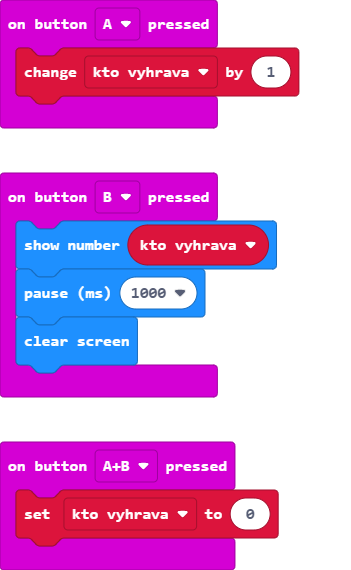 on button A pressed
change kto vyhrava by 1
on button B pressed
show number kto vyhrava
pause (ms) 1000
clear screen
on button A+B pressed
set kto vyhrava to 0